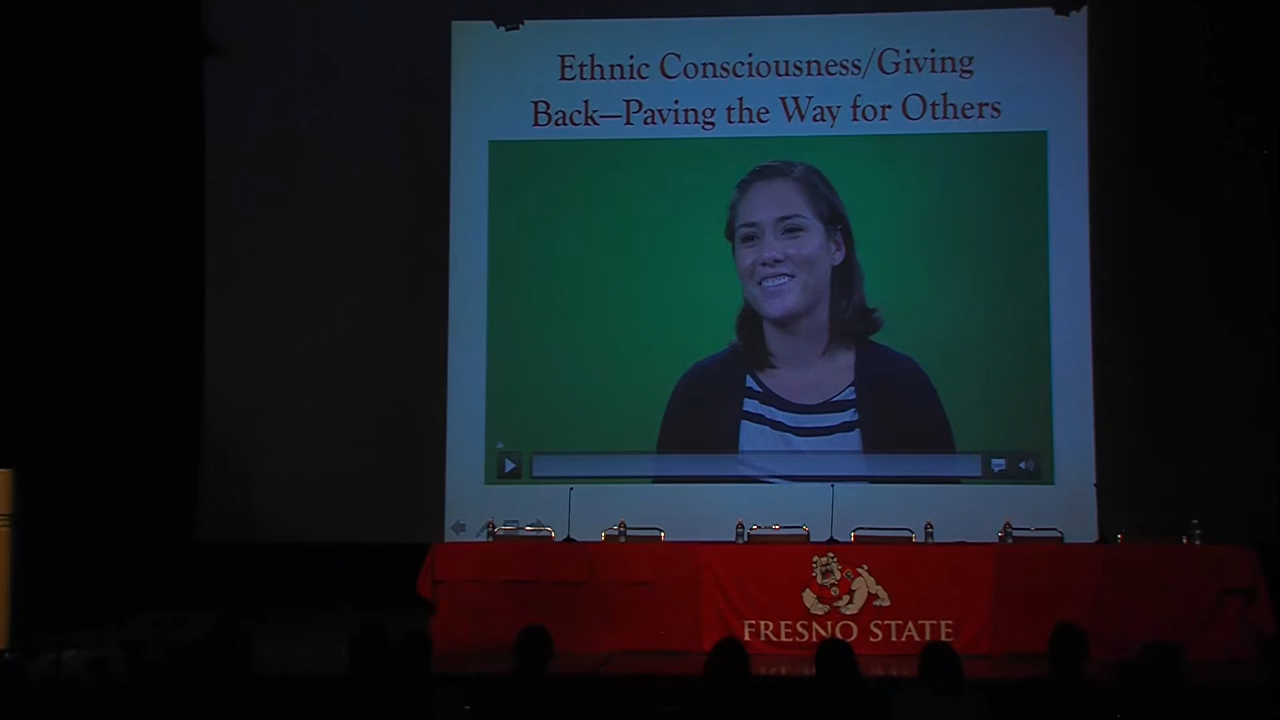 Ethnic Consciousness/Giving
Back—Paving the Way for Others
FRESNO STATE